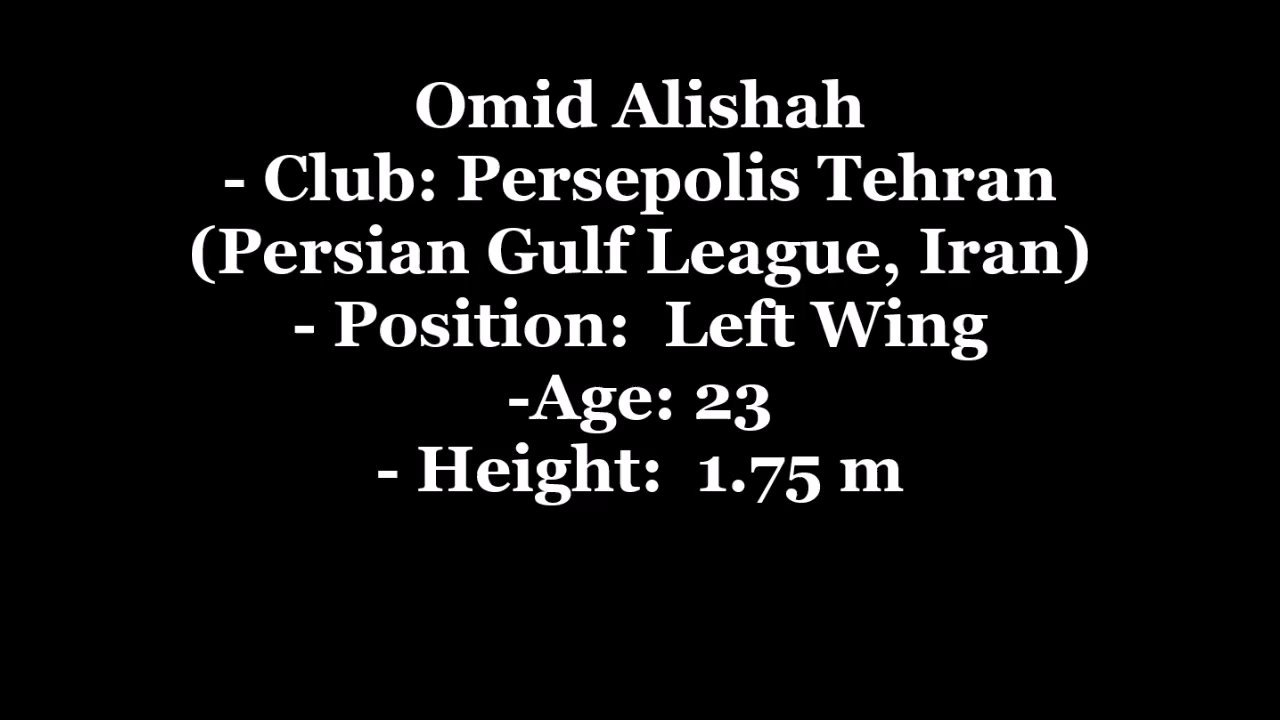 Omid Alishah
- Club: Persepolis Tehran
(Persian Gulf League, Iran)
- Position:  Left Wing
-Age: 23
- Height:  1.75 m